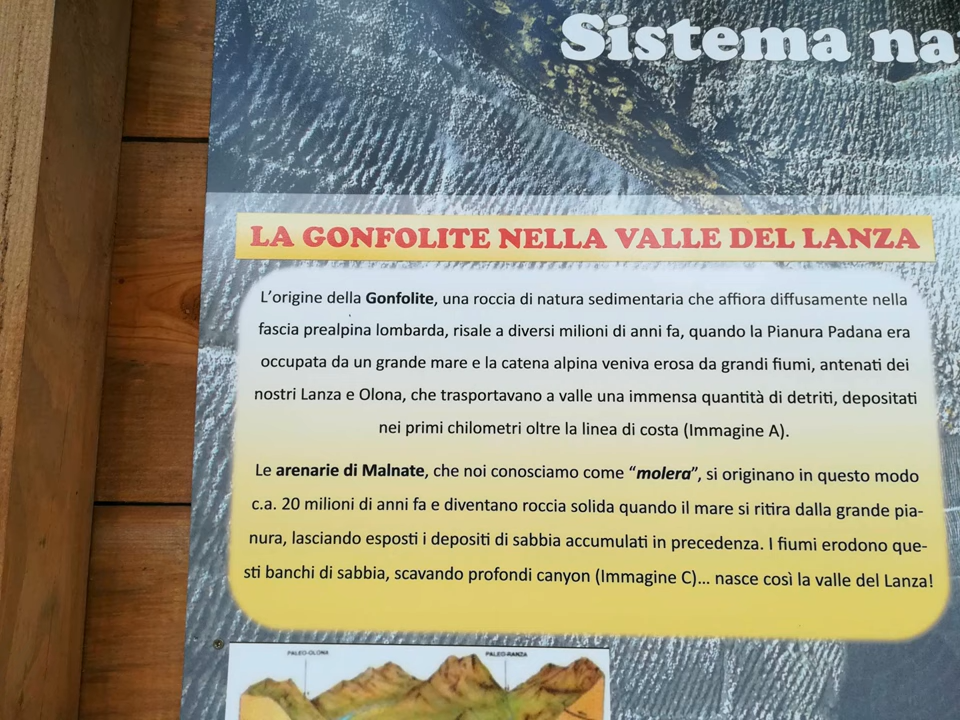 Sistema
LA GONFOLITE NELLA VALLE DEL LANZA
L'origine della Gonfolite, una roccia di natura sedimentaria che affiora diffusamente nella
fascia prealpina lombarda, risale a diversi milioni di anni fa, quando la Pianura Padana era
occupata da un grande mare e la catena alpina veniva erosa da grandi fiumi, antenati dei
nostri Lanza e Olona, che trasportavano a valle una immensa quantità di detriti, depositati
nei primi chilometri oltre la linea di costa (Immagine A).
Le arenarie di Malnate, che noi conosciamo come “molera”, si originano in questo modo
c.a. 20 milioni di anni fa e diventano roccia solida quando il mare si ritira dalla grande pia-
nura, lasciando esposti i depositi di sabbia accumulati in precedenza. I fiumi erodono que-
sti banchi di sabbia, scavando profondi canyon (Immagine C)... nasce così la valle del Lanza!
PALEO-OLONA PALEO-RANZA